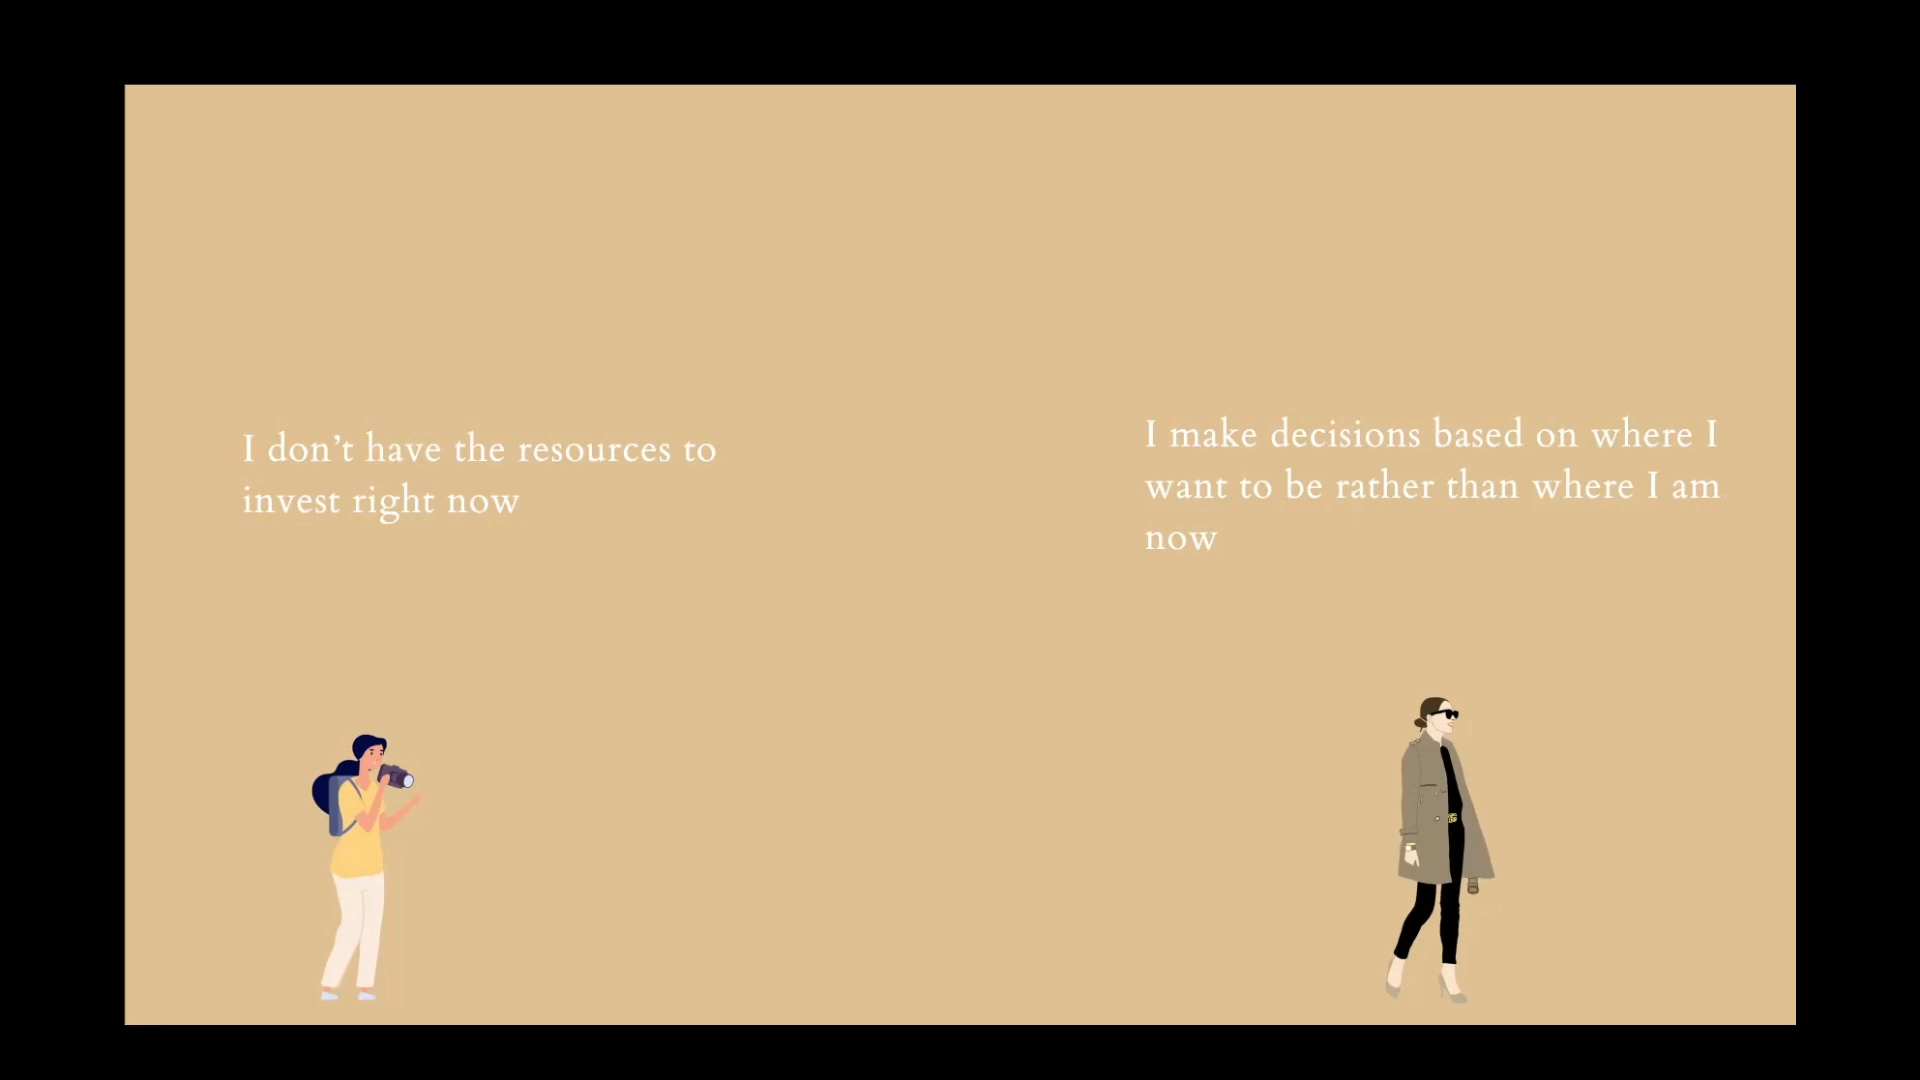 I don’t have the resources to
invest right now
I make decisions based on where I
want to be rather than where I am
now